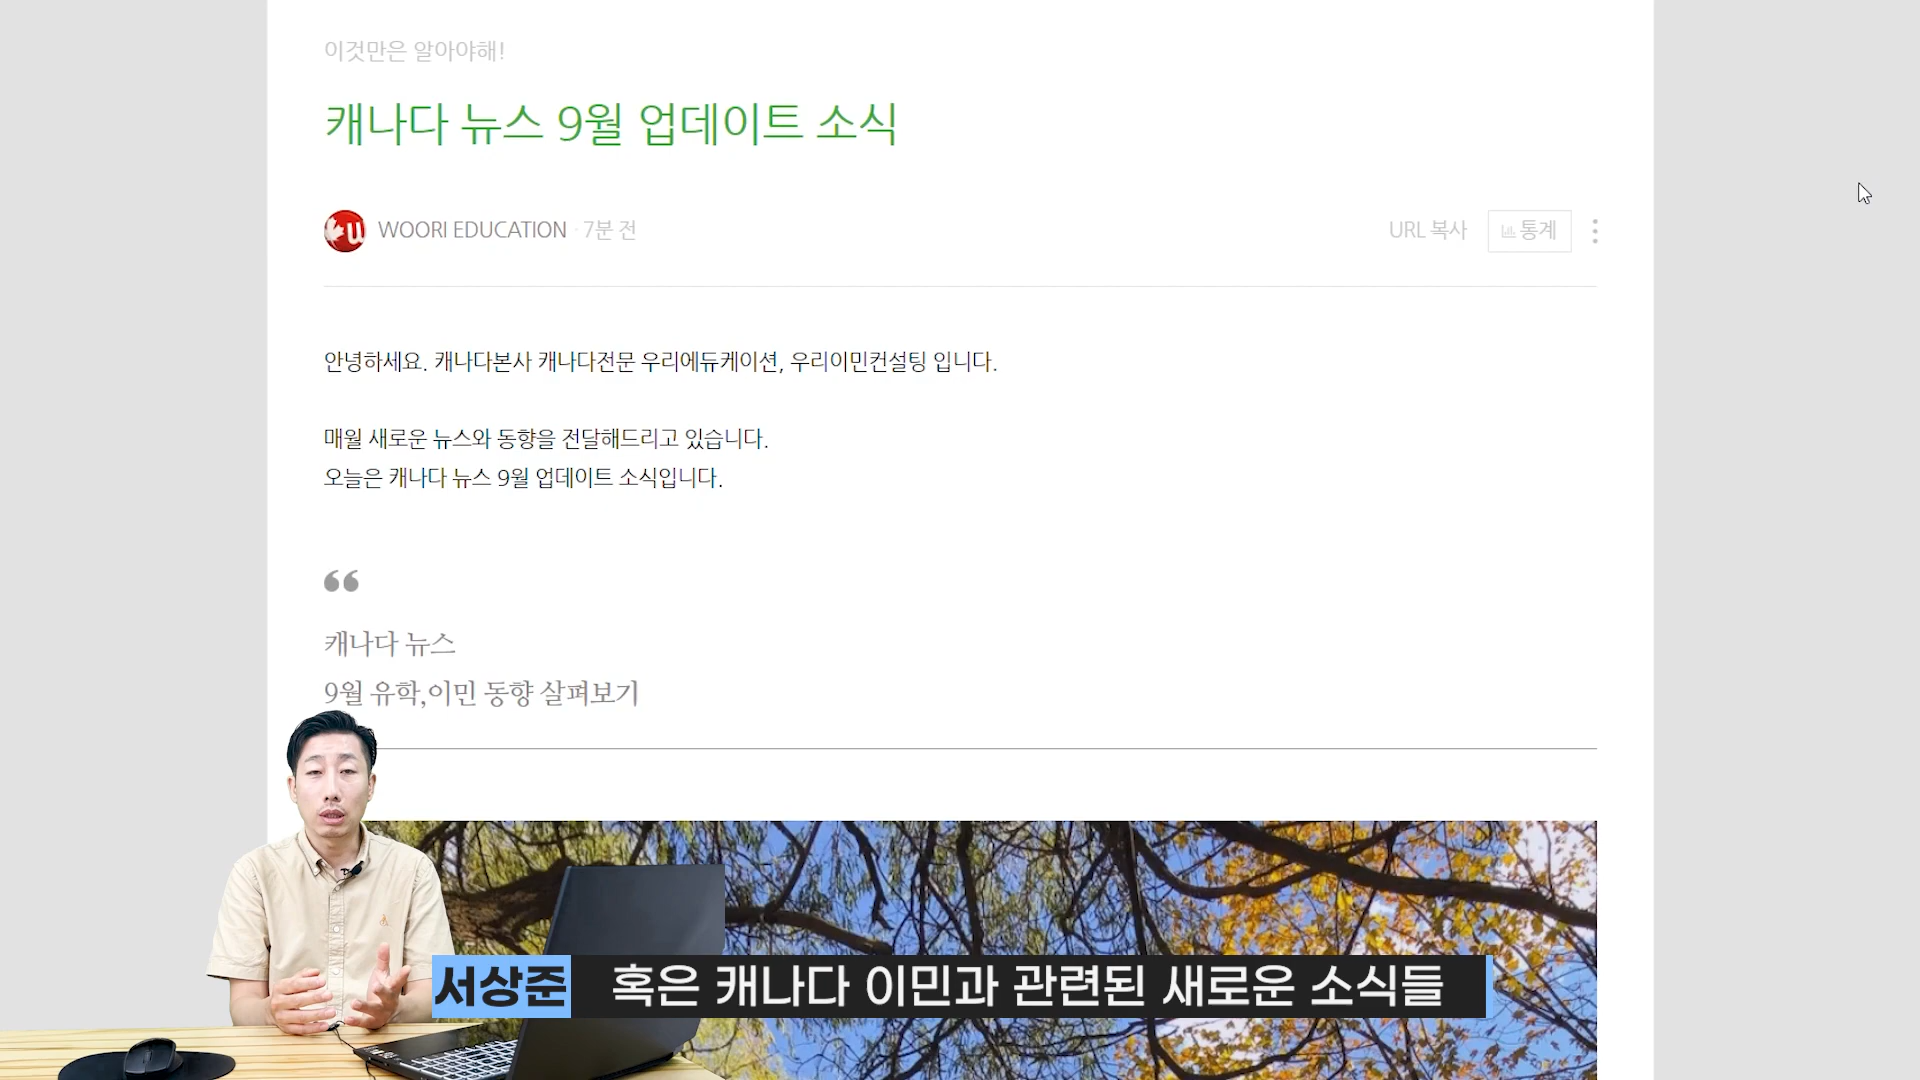 이것만은 알아야해!
캐나다 뉴스 9월 업데이트 소식
U
WOORI EDUCATION · 7분 전
URL 복사
통계
안녕하세요. 캐나다본사 캐나다전문 우리에듀케이션, 우리이민컨설팅 입니다.
매월 새로운 뉴스와 동향을 전달해드리고 있습니다.
오늘은 캐나다 뉴스 9월 업데이트 소식입니다.
“
캐나다 뉴스
9월 유학,이민 동향 살펴보기
서상준 혹은 캐나다 이민과 관련된 새로운 소식들